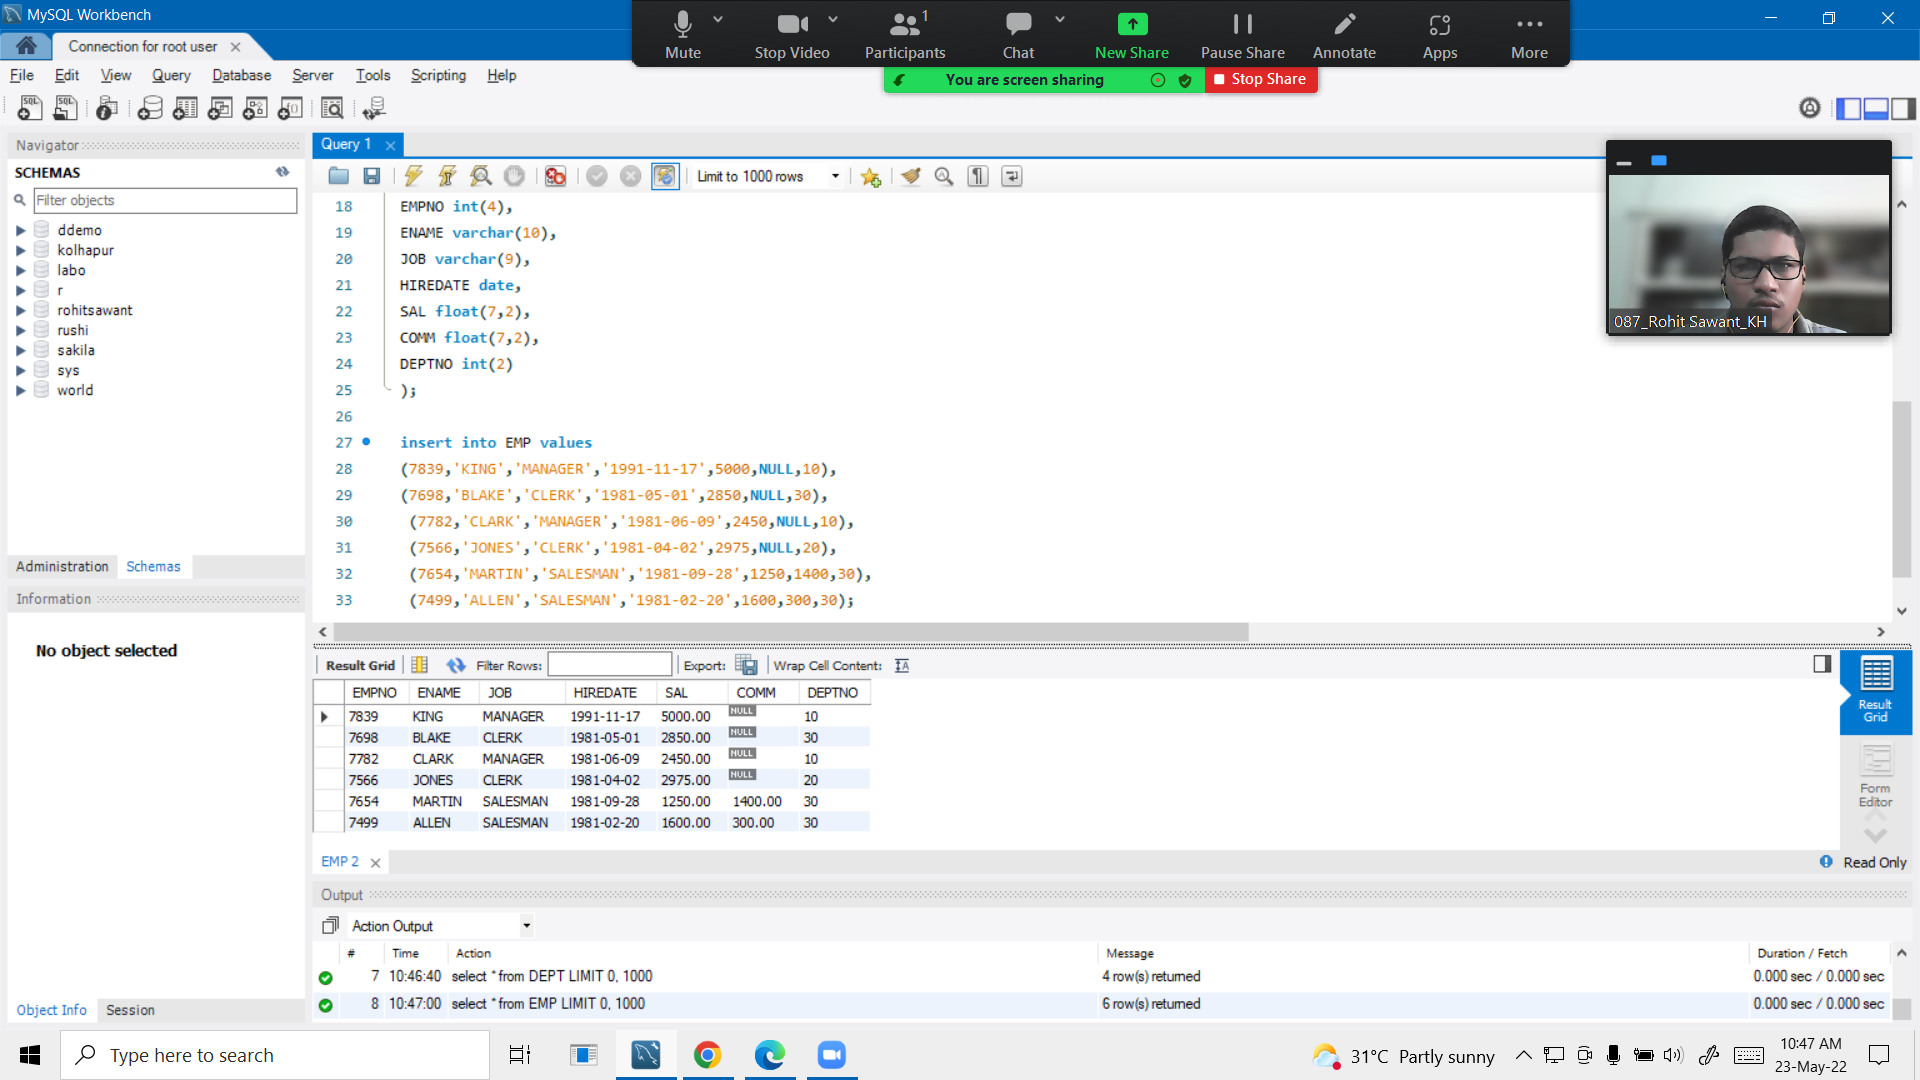 MySQL Workbench
Connection for root user
Mute
Stop Video
Participants
1
Chat
New Share
Pause Share
Annotate
Apps
More
You are screen sharing
Stop Share
File Edit View Query Database Server Tools Scripting Help
Navigator
SCHEMAS
Filter objects
ddemo
kolhapur
labo
r
rohitsawant
rushi
sakila
sys
world
Administration Schemas
Information
No object selected
Object Info Session
Query 1
Limit to 1000 rows
18 EMPNO int(4),
19 ENAME varchar(10),
20 JOB varchar(9),
21 HIREDATE date,
22 SAL float(7,2),
23 COMM float(7,2),
24 DEPTNO int(2)
25 );
26
27 insert into EMP values
28 (7839,'KING','MANAGER','1991-11-17',5000,NULL,10),
29 (7698,'BLAKE','CLERK','1981-05-01',2850,NULL,30),
30 (7782,'CLARK','MANAGER','1981-06-09',2450,NULL,10),
31 (7566,'JONES','CLERK','1981-04-02',2975,NULL,20),
32 (7654,'MARTIN','SALESMAN','1981-09-28',1250,1400,30),
33 (7499,'ALLEN','SALESMAN','1981-02-20',1600,300,30);
087_Rohit Sawant_KH
Result Grid Filter Rows: Export: Wrap Cell Content:
EMPNO ENAME JOB HIREDATE SAL COMM DEPTNO
7839 KING MANAGER 1991-11-17 5000.00 NULL 10
7698 BLAKE CLERK 1981-05-01 2850.00 NULL 30
7782 CLARK MANAGER 1981-06-09 2450.00 NULL 10
7566 JONES CLERK 1981-04-02 2975.00 NULL 20
7654 MARTIN SALESMAN 1981-09-28 1250.00 1400.00 30
7499 ALLEN SALESMAN 1981-02-20 1600.00 300.00 30
Result
Grid
Form
Editor
EMP 2
Read Only
Output
Action Output
# Time Action Message Duration / Fetch
7 10:46:40 select * from DEPT LIMIT 0, 1000 4 row(s) returned 0.000 sec / 0.000 sec
8 10:47:00 select * from EMP LIMIT 0, 1000 6 row(s) returned 0.000 sec / 0.000 sec
Type here to search
31°C Partly sunny
10:47 AM
23-May-22